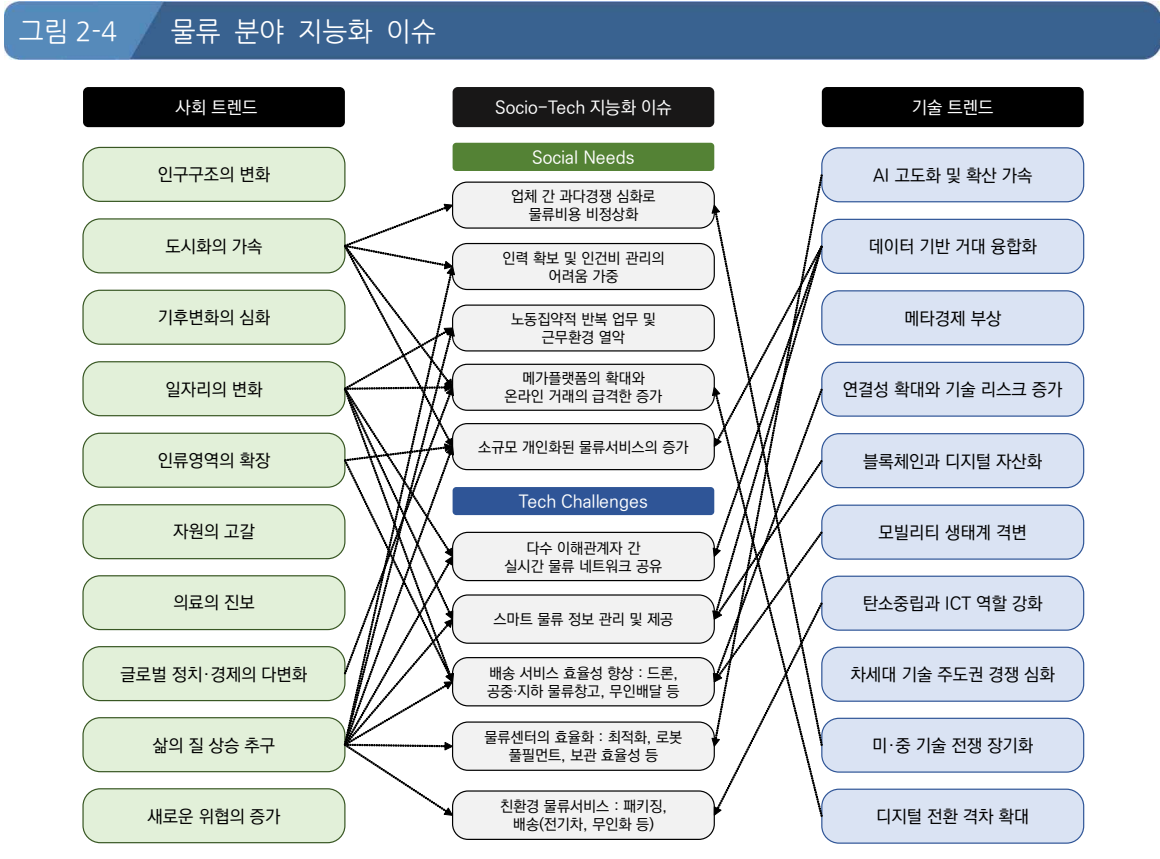 그림 2-4 물류 분야 지능화 이슈
사회 트렌드
인구구조의 변화
도시화의 가속
기후변화의 심화
일자리의 변화
인류영역의 확장
자원의 고갈
의료의 진보
글로벌 정치·경제의 다변화
삶의 질 상승 추구
새로운 위협의 증가
Socio-Tech 지능화 이슈
Social Needs
업체 간 과다경쟁 심화로
물류비용 비정상화
인력 확보 및 인건비 관리의
어려움 가중
노동집약적 반복 업무 및
근무환경 열악
메가플랫폼의 확대와
온라인 거래의 급격한 증가
소규모 개인화된 물류서비스의 증가
Tech Challenges
다수 이해관계자 간
실시간 물류 네트워크 공유
스마트 물류 정보 관리 및 제공
배송 서비스 효율성 향상 : 드론,
공중·지하 물류창고, 무인배달 등
물류센터의 효율화 : 최적화, 로봇
풀필먼트, 보관 효율성 등
친환경 물류서비스 : 패키징,
배송(전기차, 무인화 등)
기술 트렌드
AI 고도화 및 확산 가속
데이터 기반 거대 융합화
메타경제 부상
연결성 확대와 기술 리스크 증가
블록체인과 디지털 자산화
모빌리티 생태계 격변
탄소중립과 ICT 역할 강화
차세대 기술 주도권 경쟁 심화
미·중 기술 전쟁 장기화
디지털 전환 격차 확대